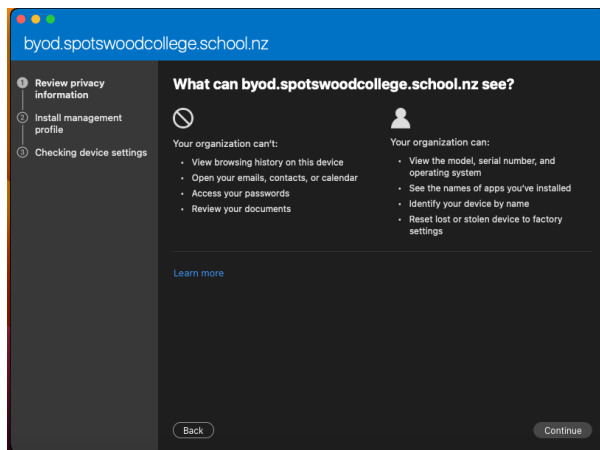 byod.spotswoodcollege.school.nz
1 Review privacy
information
2 Install management
profile
3 Checking device settings
What can byod.spotswoodcollege.school.nz see?
Your organization can't:
• View browsing history on this device
• Open your emails, contacts, or calendar
• Access your passwords
• Review your documents
Your organization can:
• View the model, serial number, and
operating system
• See the names of apps you've installed
• Identify your device by name
• Reset lost or stolen device to factory
settings
Learn more
Back
Continue